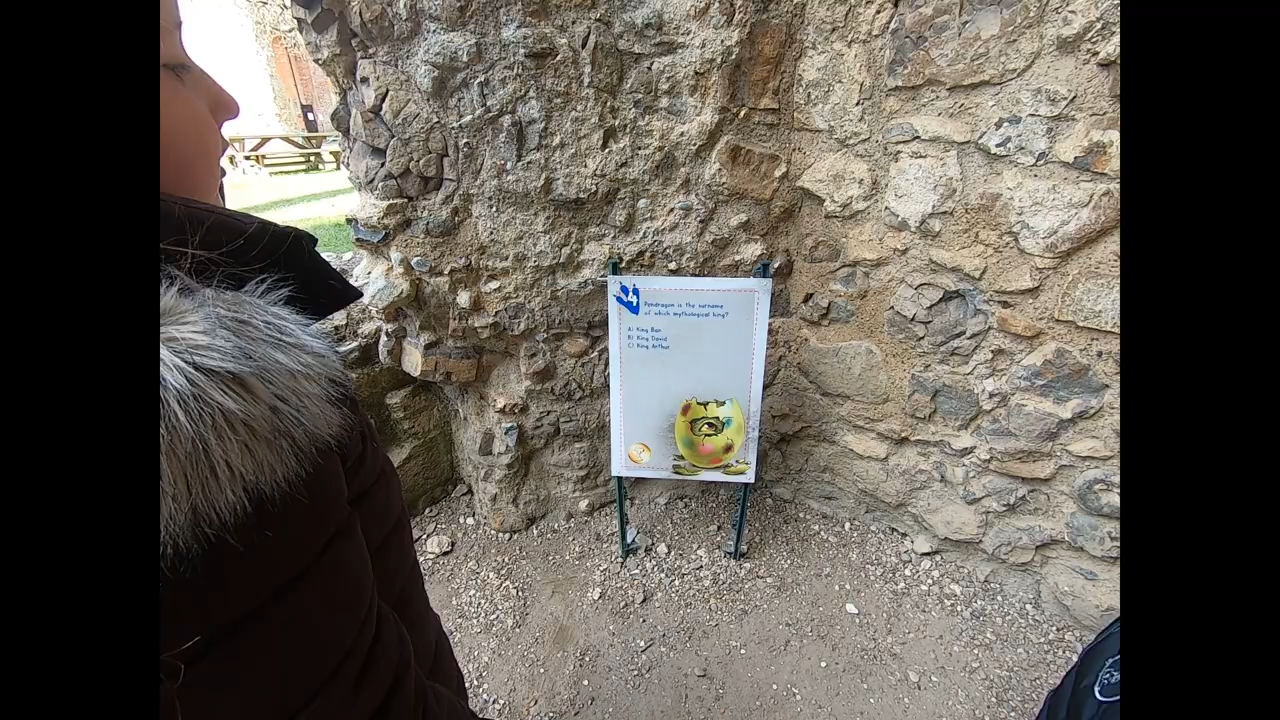 4
Pendragon is the surname
of which mythological king?
A) King Ban
B) King David
C) King Arthur